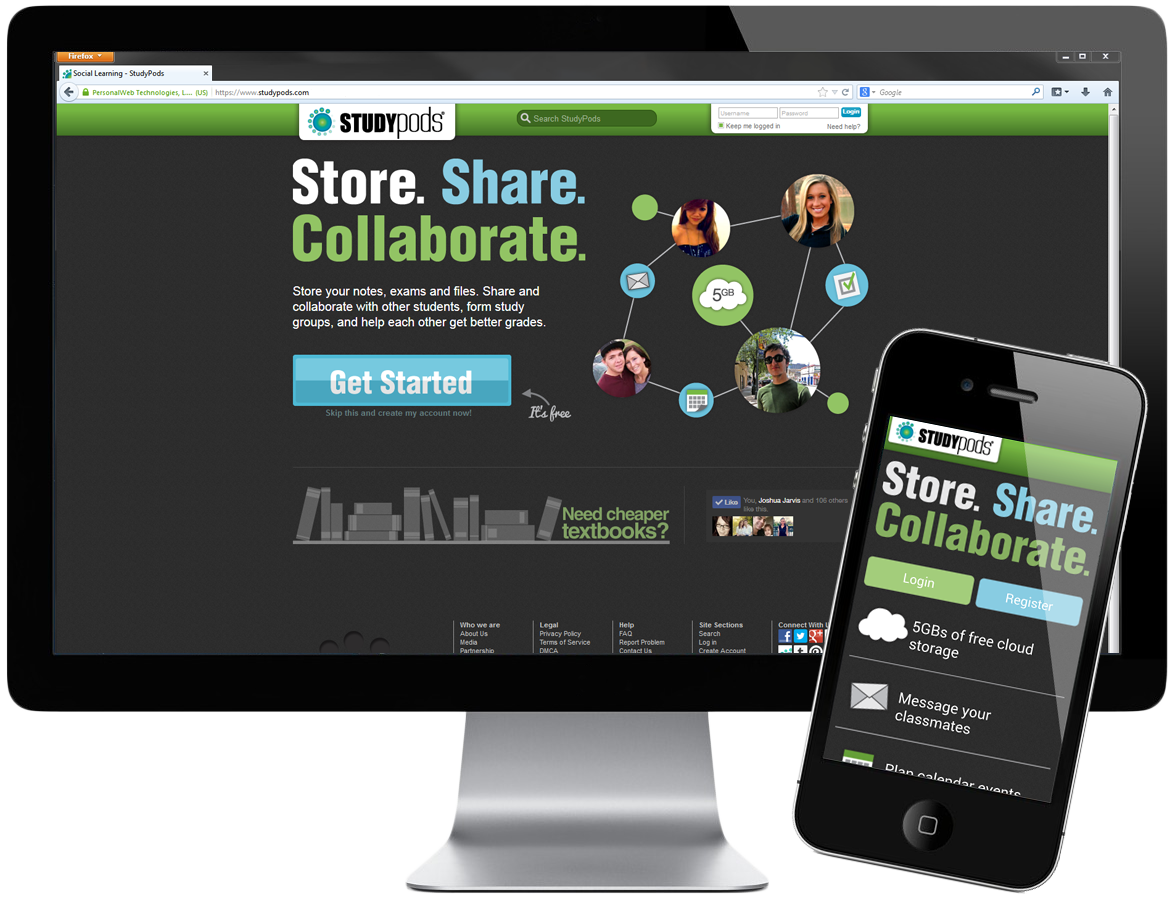 Firefox
Social Learning - StudyPods
PersonalWeb Technologies, L... (US)
https://www.studypods.com
Google
STUDYpods®
Search StudyPods
Username
Password
Login
Keep me logged in
Need help?
Store. Share.
Collaborate.
Store your notes, exams and files. Share and
collaborate with other students, form study
groups, and help each other get better grades.
5GB
Get Started
Skip this and create my account now!
It's free
Need cheaper
textbooks?
Like
You, Joshua Jarvis and 106 others
like this.
Who we are
About Us
Media
Partnership
Legal
Privacy Policy
Terms of Service
DMCA
Help
FAQ
Report Problem
Contact Us
Site Sections
Search
Log in
Create Account
Connect With
STUDYpods®
Store. Share.
Collaborate.
Login
Register
5GBs of free cloud
storage
Message your
classmates
Plan calendar events